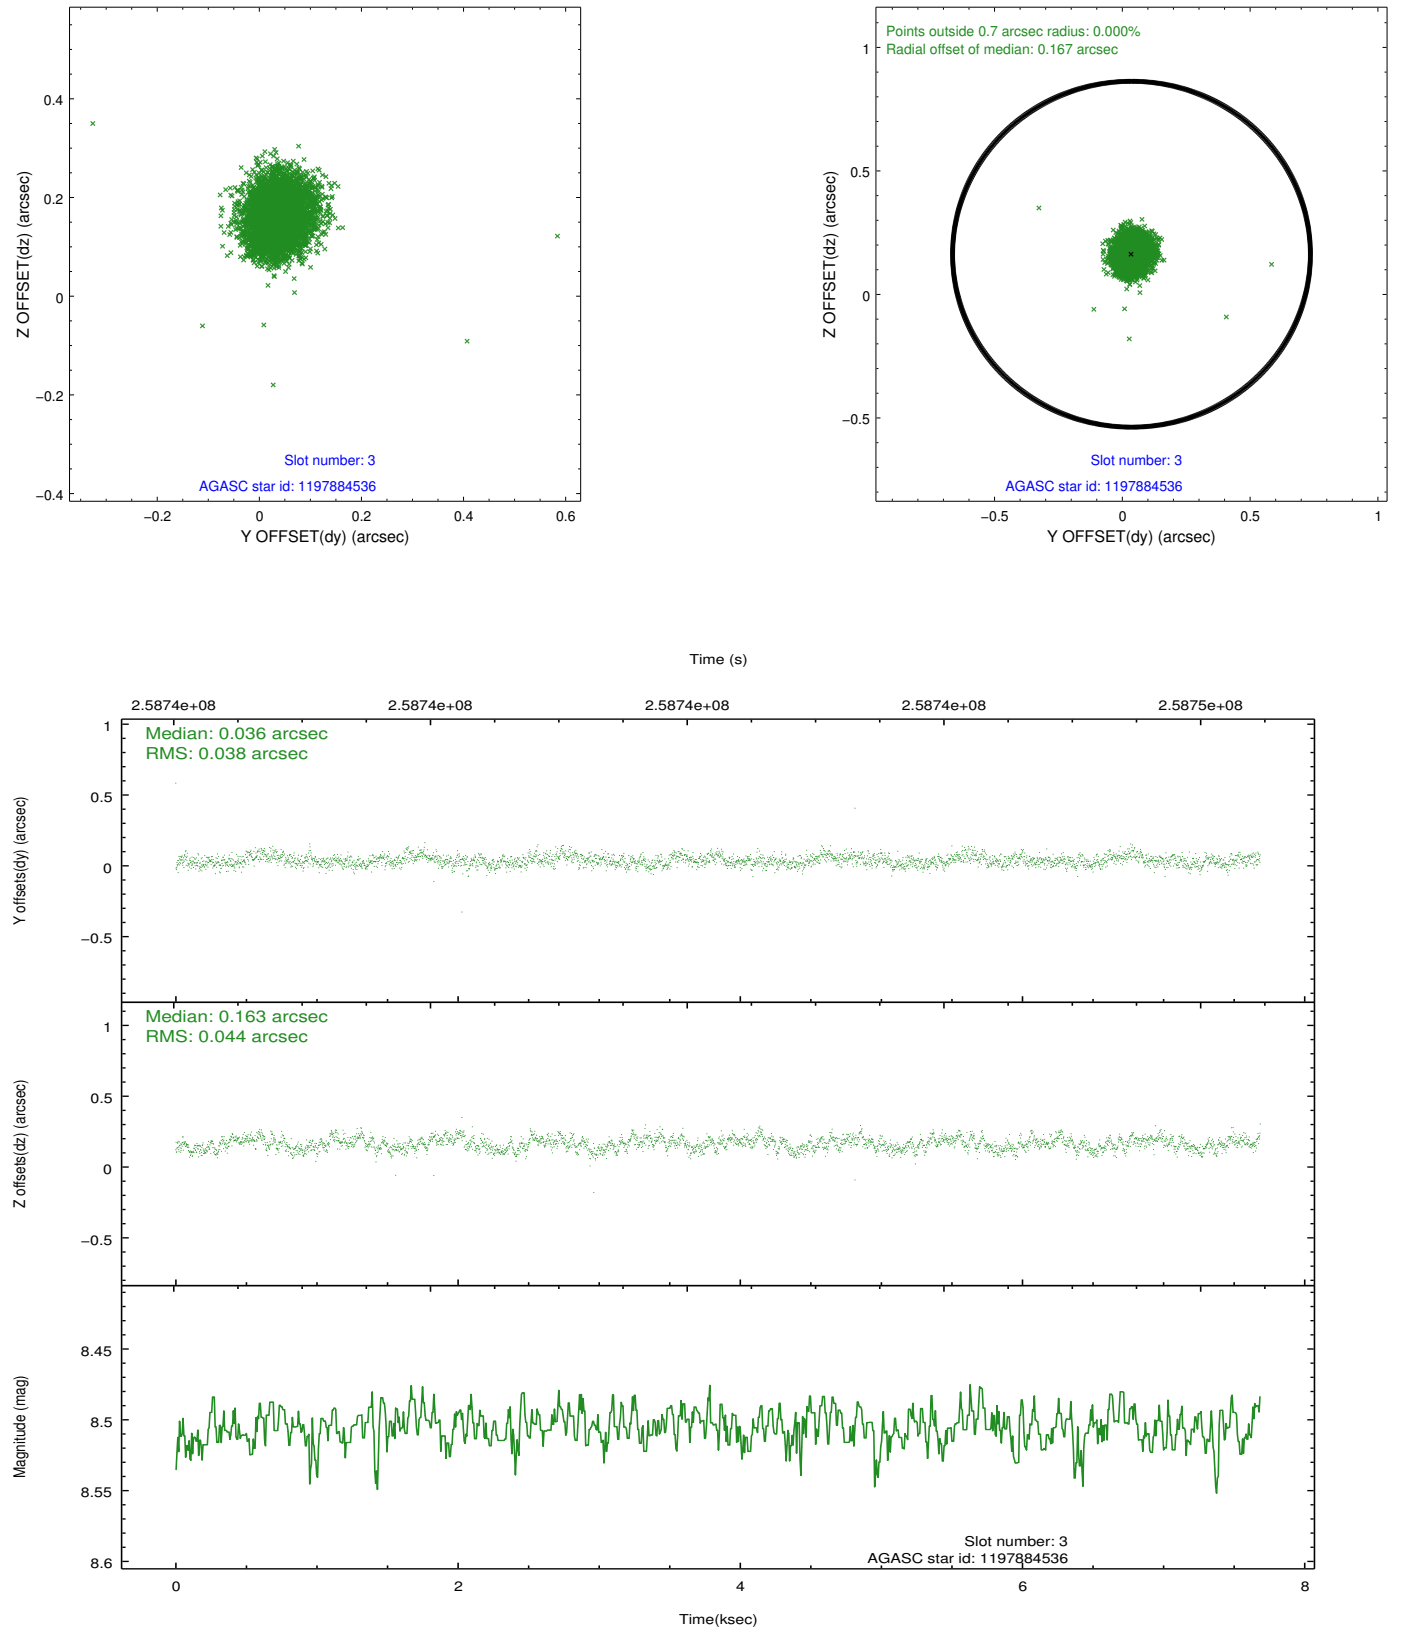 0.4
0.2
0
−0.2
−0.4
Z OFFSET(dz) (arcsec)
Slot number: 3
AGASC star id: 1197884536
−0.2 0 0.2 0.4 0.6
Y OFFSET(dy) (arcsec)
Points outside 0.7 arcsec radius: 0.000%
Radial offset of median: 0.167 arcsec
1
0.5
0
−0.5
Z OFFSET(dz) (arcsec)
Slot number: 3
AGASC star id: 1197884536
−0.5 0 0.5 1
Y OFFSET(dy) (arcsec)
Time (s)
2.5874e+08 2.5874e+08 2.5874e+08 2.5874e+08 2.5875e+08
Median: 0.036 arcsec
RMS: 0.038 arcsec
1
0.5
0
−0.5
Y offsets(dy) (arcsec)
Median: 0.163 arcsec
RMS: 0.044 arcsec
1
0.5
0
−0.5
Z offsets(dz) (arcsec)
8.45
8.5
8.55
8.6
Magnitude (mag)
Slot number: 3
AGASC star id: 1197884536
0 2 4 6 8
Time(ksec)